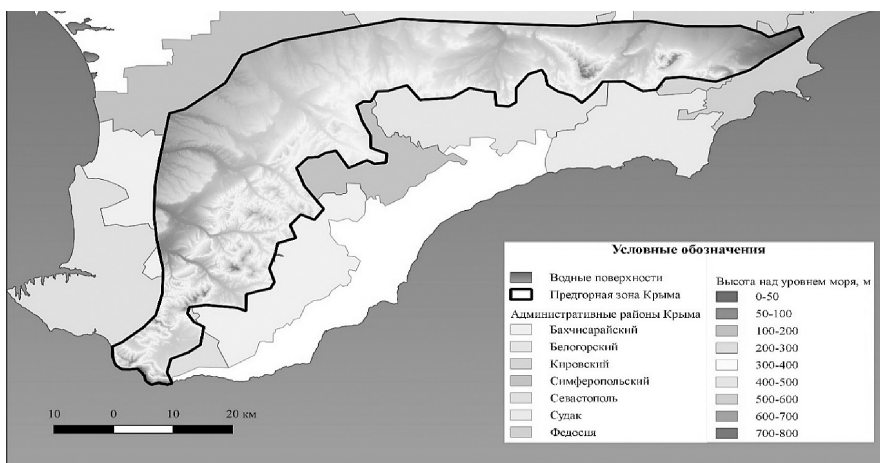 Условные обозначения
Водные поверхности
Предгорная зона Крыма
Административные районы Крыма
Бахчисарайский
Белогорский
Кировский
Симферопольский
Севастополь
Судак
Федосия
Высота над уровнем моря, м
0-50
50-100
100-200
200-300
300-400
400-500
500-600
600-700
700-800
10 0 10 20 км